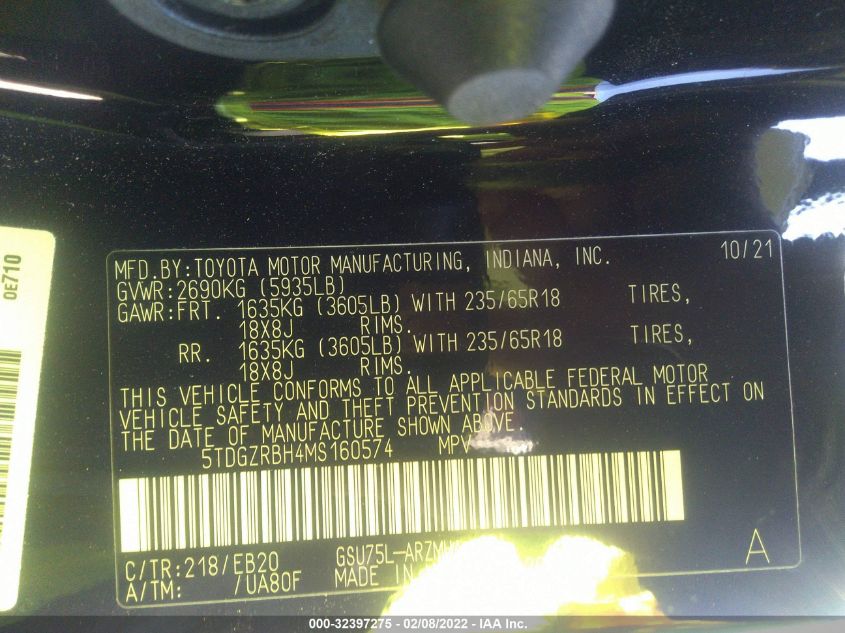 0E710
MFD.BY:TOYOTA MOTOR MANUFACTURING, INDIANA, INC. 10/21
GVWR:2690KG (5935LB)
GAWR:FRT. 1635KG (3605LB) WITH 235/65R18 TIRES,
18X8J RIMS.
RR. 1635KG (3605LB) WITH 235/65R18 TIRES,
18X8J RIMS.
THIS VEHICLE CONFORMS TO ALL APPLICABLE FEDERAL MOTOR
VEHICLE SAFETY AND THEFT PREVENTION STANDARDS IN EFFECT ON
THE DATE OF MANUFACTURE SHOWN ABOVE.
5TDGZRBH4MS160574 MPV
C/TR:218/EB20
A/TM: /UA80F MADE IN
A
000-32397275 - 02/08/2022 - IAA Inc.